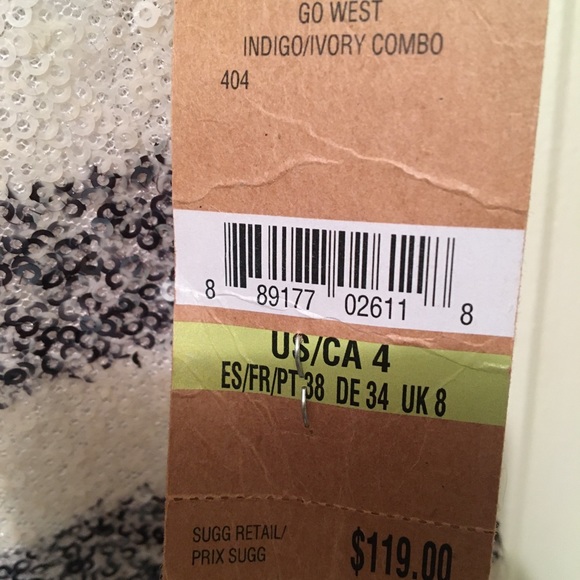 GO WEST
INDIGO/IVORY COMBO
404
8 89177 02611 8
US/CA 4
ES/FR/PT 38 DE 34 UK 8
SUGG RETAIL/
PRIX SUGG
$119.00